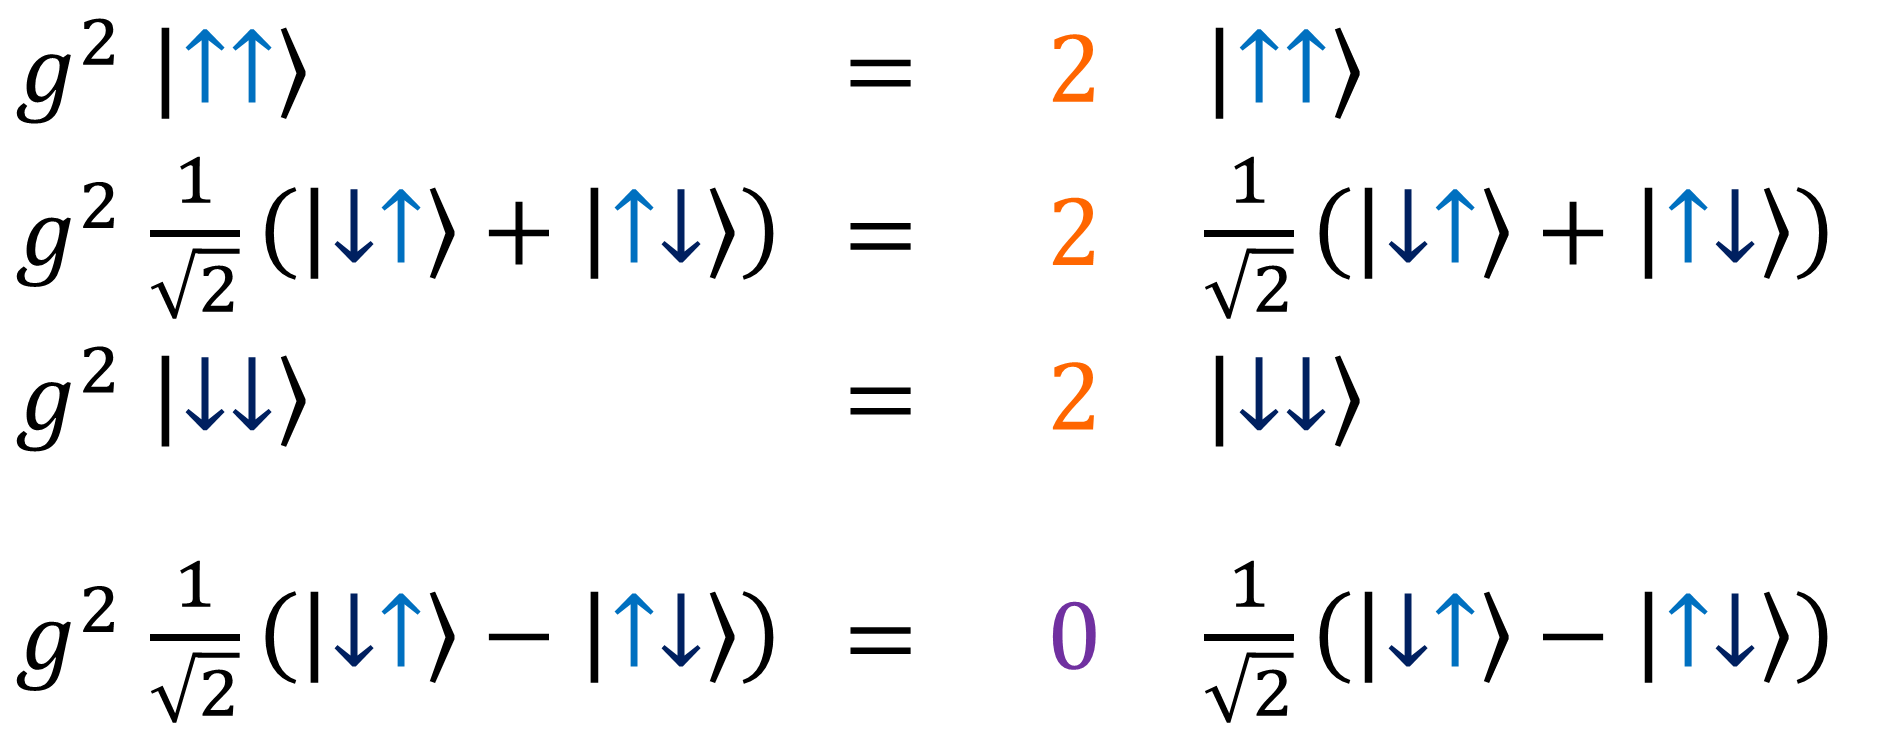 g² |↑↑⟩ = 2 |↑↑⟩
g² 1/√2 (|↓↑⟩ + |↑↓⟩) = 2 1/√2 (|↓↑⟩ + |↑↓⟩)
g² |↓↓⟩ = 2 |↓↓⟩
g² 1/√2 (|↓↑⟩ − |↑↓⟩) = 0 1/√2 (|↓↑⟩ − |↑↓⟩)